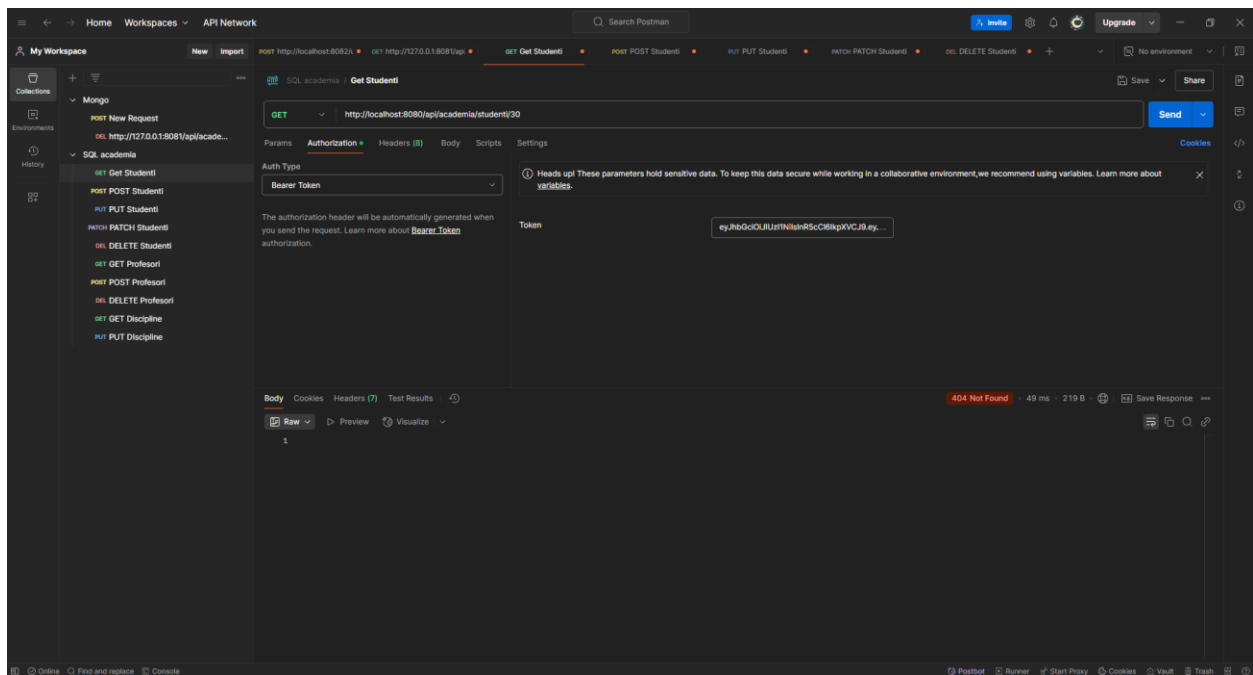 Home Workspaces API Network
Search Postman
Invite
Upgrade
My Workspace
New Import
POST http://localhost:8082/
GET http://127.0.0.1:8081/api
GET Get Studenti
POST POST Studenti
PUT PUT Studenti
PATCH PATCH Studenti
DEL DELETE Studenti
No environment
Collections
Environments
History
Mongo
POST New Request
DEL http://127.0.0.1:8081/api/acade...
SQL academia
GET Get Studenti
POST POST Studenti
PUT PUT Studenti
PATCH PATCH Studenti
DEL DELETE Studenti
GET GET Profesori
POST POST Profesori
DEL DELETE Profesori
GET GET Discipline
PUT PUT Discipline
SQL academia / Get Studenti
Save
Share
GET http://localhost:8080/api/academia/studenti/30
Send
Params Authorization Headers (8) Body Scripts Settings
Cookies
Auth Type
Bearer Token
The authorization header will be automatically generated when
you send the request. Learn more about Bearer Token
authorization.
Heads up! These parameters hold sensitive data. To keep this data secure while working in a collaborative environment,we recommend using variables. Learn more about
variables.
Token
Body Cookies Headers (7) Test Results
404 Not Found 49 ms 219 B
Save Response
Raw Preview Visualize
1
Online Find and replace Console
Postbot Runner Start Proxy Cookies Vault Trash